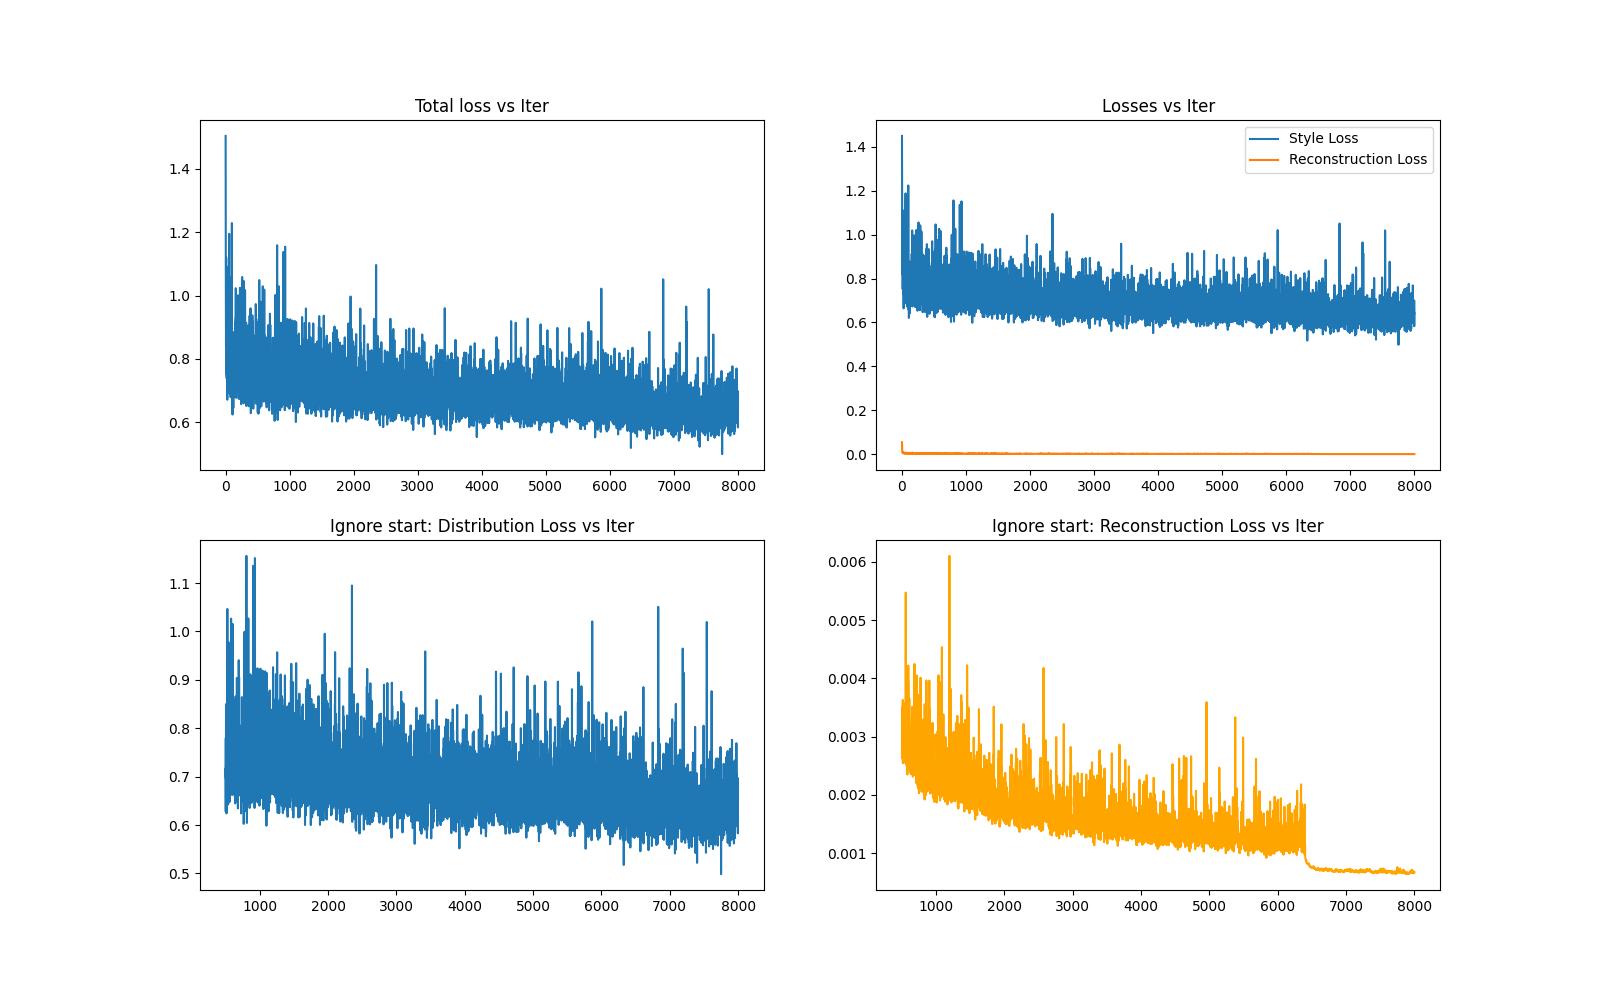 Total loss vs Iter
1.4
1.2
1.0
0.8
0.6
0 1000 2000 3000 4000 5000 6000 7000 8000
Losses vs Iter
Style Loss
Reconstruction Loss
1.4
1.2
1.0
0.8
0.6
0.4
0.2
0.0
0 1000 2000 3000 4000 5000 6000 7000 8000
Ignore start: Distribution Loss vs Iter
1.1
1.0
0.9
0.8
0.7
0.6
0.5
1000 2000 3000 4000 5000 6000 7000 8000
Ignore start: Reconstruction Loss vs Iter
0.006
0.005
0.004
0.003
0.002
0.001
1000 2000 3000 4000 5000 6000 7000 8000